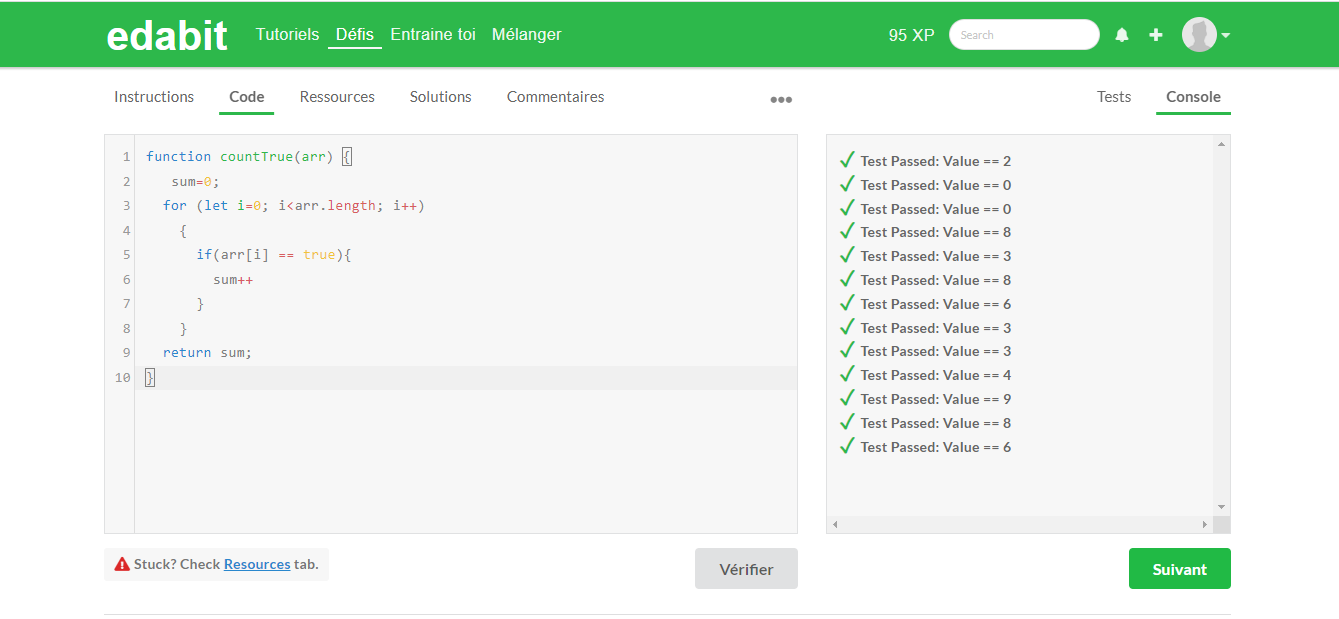 edabit Tutoriels Défis Entraine toi Mélanger 95 XP Search
Instructions Code Ressources Solutions Commentaires ••• Tests Console
1 function countTrue(arr) {
2 sum=0;
3 for (let i=0; i<arr.length; i++)
4 {
5 if(arr[i] == true){
6 sum++
7 }
8 }
9 return sum;
10 }
Test Passed: Value == 2
Test Passed: Value == 0
Test Passed: Value == 0
Test Passed: Value == 8
Test Passed: Value == 3
Test Passed: Value == 8
Test Passed: Value == 6
Test Passed: Value == 3
Test Passed: Value == 3
Test Passed: Value == 4
Test Passed: Value == 9
Test Passed: Value == 8
Test Passed: Value == 6
Stuck? Check Resources tab.
Vérifier
Suivant